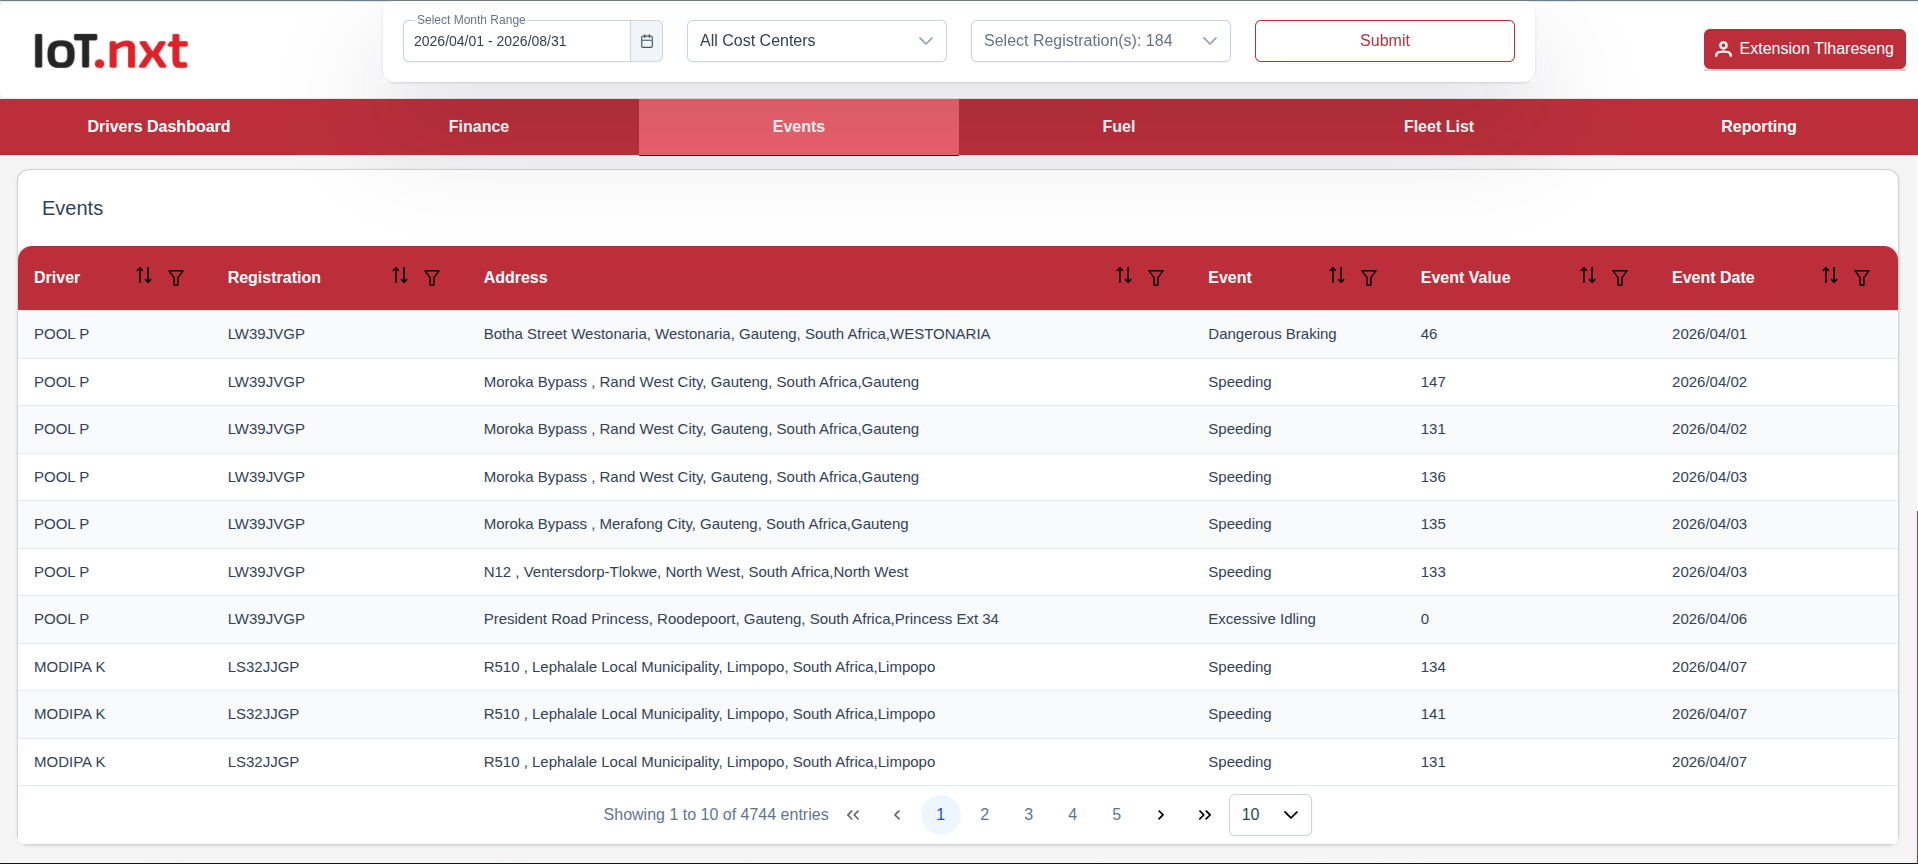 IoT.nxt
Select Month Range
2026/04/01 - 2026/08/31
All Cost Centers
Select Registration(s): 184
Submit
Extension Tlhareseng
Drivers Dashboard Finance Events Fuel Fleet List Reporting
Events
Driver Registration Address Event Event Value Event Date
POOL P LW39JVGP Botha Street Westonaria, Westonaria, Gauteng, South Africa,WESTONARIA Dangerous Braking 46 2026/04/01
POOL P LW39JVGP Moroka Bypass , Rand West City, Gauteng, South Africa,Gauteng Speeding 147 2026/04/02
POOL P LW39JVGP Moroka Bypass , Rand West City, Gauteng, South Africa,Gauteng Speeding 131 2026/04/02
POOL P LW39JVGP Moroka Bypass , Rand West City, Gauteng, South Africa,Gauteng Speeding 136 2026/04/03
POOL P LW39JVGP Moroka Bypass , Merafong City, Gauteng, South Africa,Gauteng Speeding 135 2026/04/03
POOL P LW39JVGP N12 , Ventersdorp-Tlokwe, North West, South Africa,North West Speeding 133 2026/04/03
POOL P LW39JVGP President Road Princess, Roodepoort, Gauteng, South Africa,Princess Ext 34 Excessive Idling 0 2026/04/06
MODIPA K LS32JJGP R510 , Lephalale Local Municipality, Limpopo, South Africa,Limpopo Speeding 134 2026/04/07
MODIPA K LS32JJGP R510 , Lephalale Local Municipality, Limpopo, South Africa,Limpopo Speeding 141 2026/04/07
MODIPA K LS32JJGP R510 , Lephalale Local Municipality, Limpopo, South Africa,Limpopo Speeding 131 2026/04/07
Showing 1 to 10 of 4744 entries 1 2 3 4 5 10